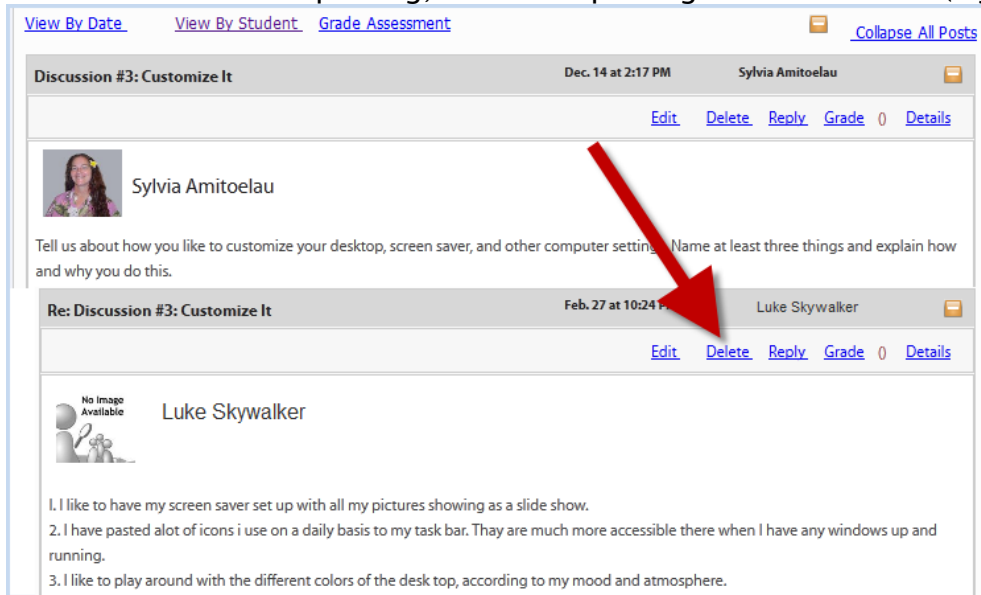 View By Date View By Student Grade Assessment Collapse All Posts
Discussion #3: Customize It Dec. 14 at 2:17 PM Sylvia Amitoelau
Edit Delete Reply Grade () Details
Sylvia Amitoelau
Tell us about how you like to customize your desktop, screen saver, and other computer setting Name at least three things and explain how
and why you do this.
Re: Discussion #3: Customize It Feb. 27 at 10:24 Luke Skywalker
Edit Delete Reply Grade () Details
No Image
Available
Luke Skywalker
I. I like to have my screen saver set up with all my pictures showing as a slide show.
2. I have pasted alot of icons i use on a daily basis to my task bar. Thay are much more accessible there when I have any windows up and
running.
3. I like to play around with the different colors of the desk top, according to my mood and atmosphere.